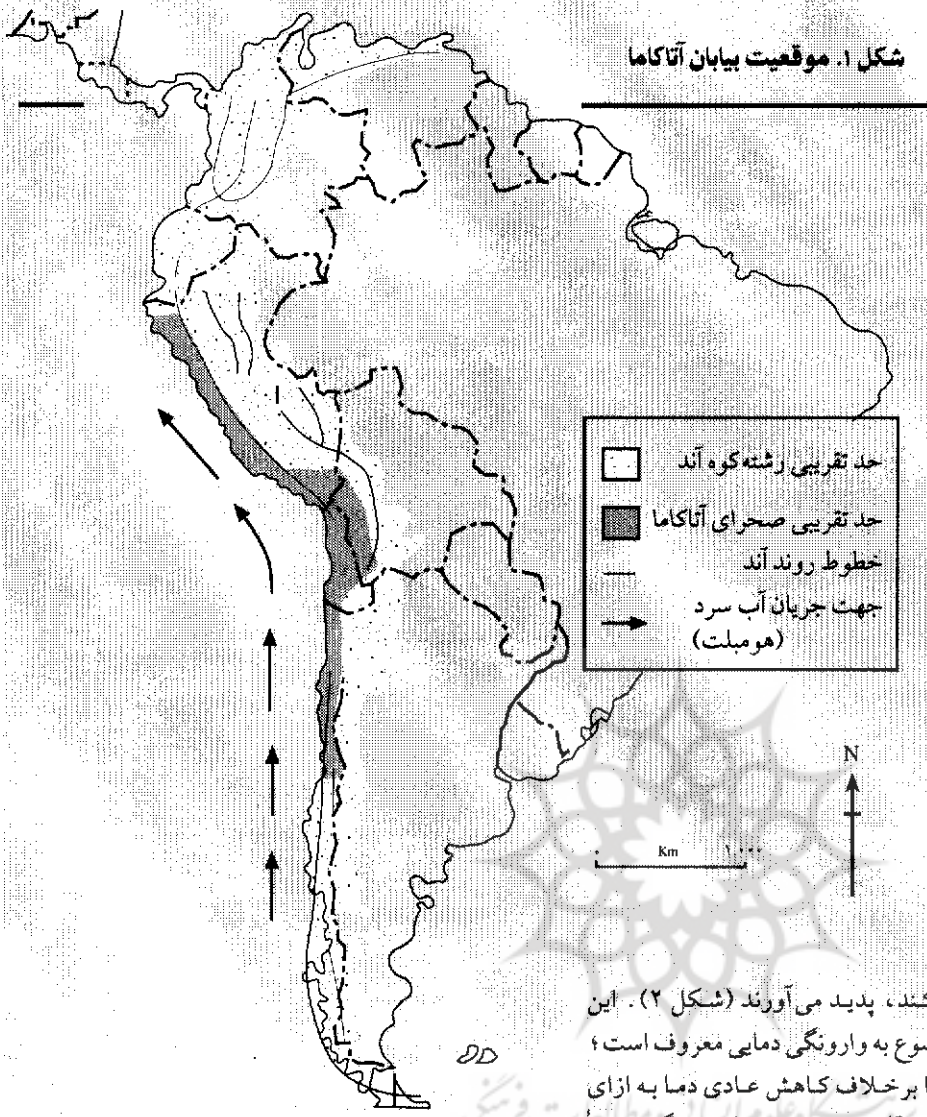 شکل ۱. موقعیت بیابان آتاکاما
حد تقریبی رشته کوه آند
حد تقریبی صحرای آتاکاما
خطوط روند آند
جهت جریان آب سرد
(هومبلت)
N
۰ Km ۱۰۰۰
کنند، پدید می‌آورند (شکل ۲). این
به وارونگی دمایی معروف است؛
برخلاف کاهش عادی دما به ازای